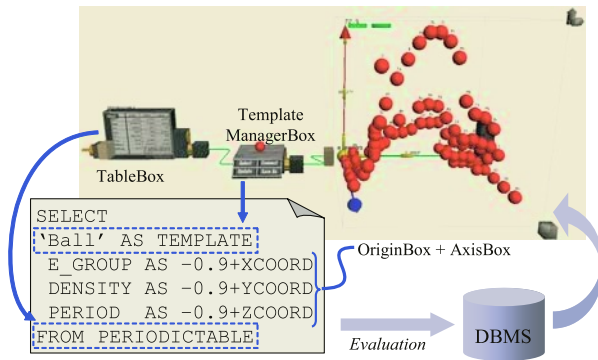 Template
ManagerBox
TableBox
SELECT
‘Ball’ AS TEMPLATE
E_GROUP AS -0.9+XCOORD
DENSITY AS -0.9+YCOORD
PERIOD AS -0.9+ZCOORD
FROM PERIODICTABLE
OriginBox + AxisBox
Evaluation
DBMS